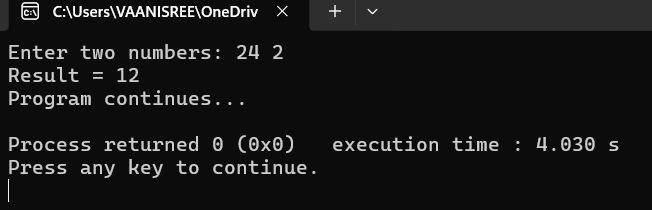 C:\Users\VAANISREE\OneDriv
Enter two numbers: 24 2
Result = 12
Program continues...
Process returned 0 (0x0)   execution time : 4.030 s
Press any key to continue.